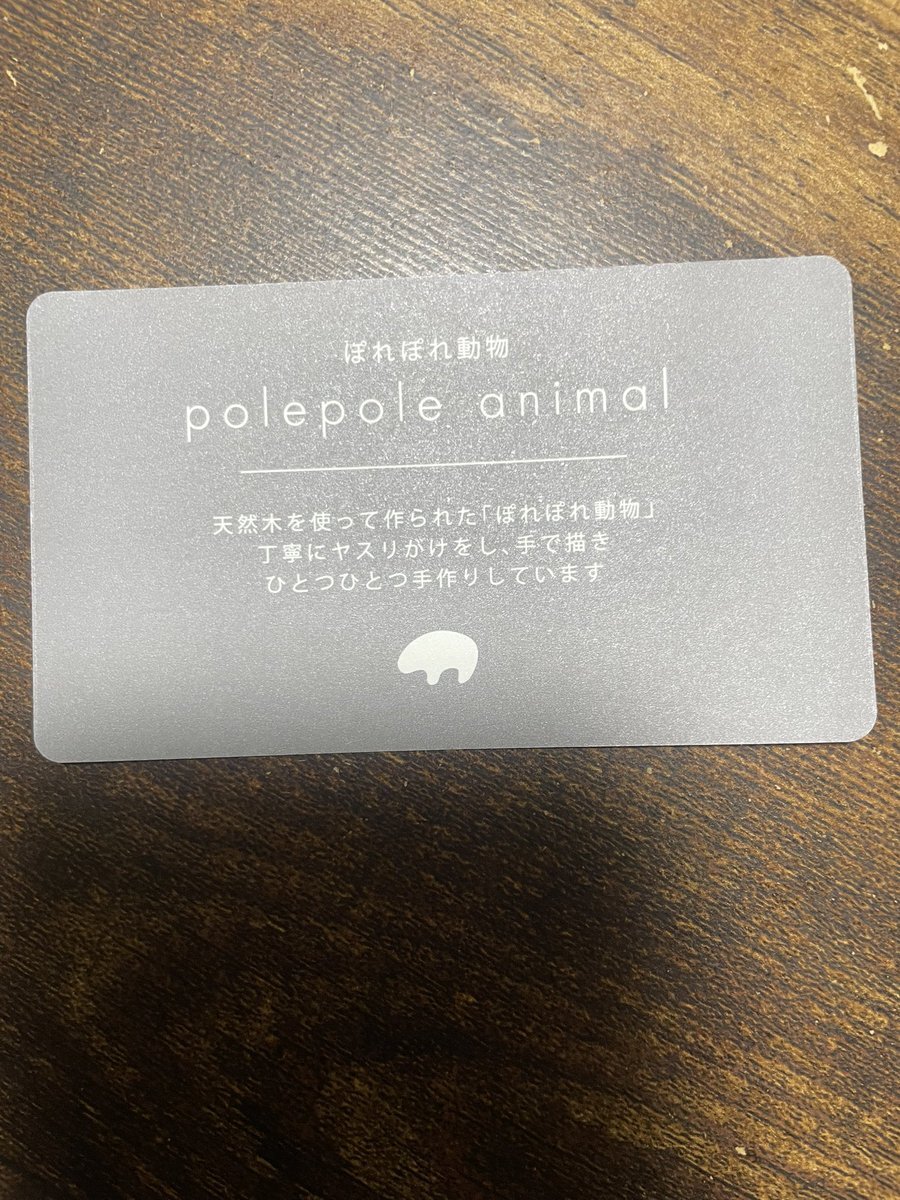 ぽれぽれ動物
polepole animal
天然木を使って作られた「ぽれぽれ動物」
丁寧にヤスリがけをし、手で描き
ひとつひとつ手作りしています